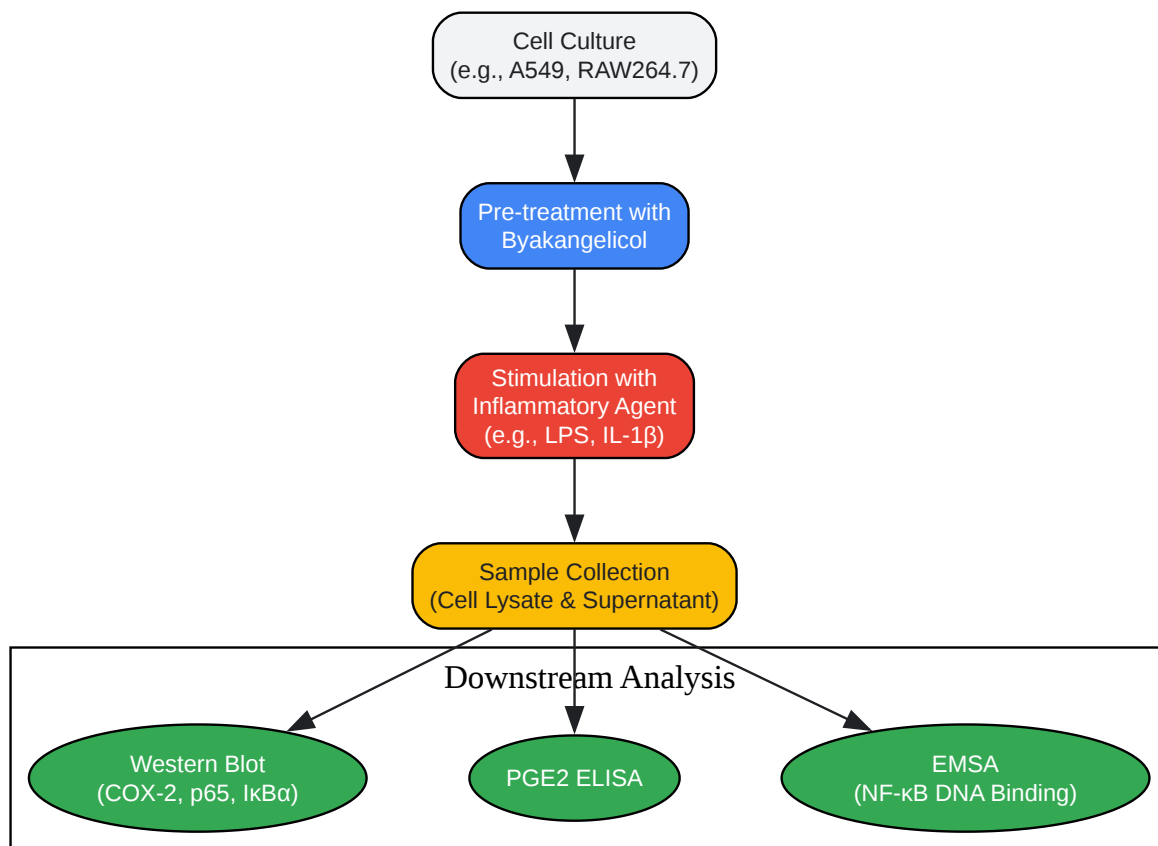 Cell Culture
(e.g., A549, RAW264.7)
Pre-treatment with
Byakangelicol
Stimulation with
Inflammatory Agent
(e.g., LPS, IL-1β)
Sample Collection
(Cell Lysate & Supernatant)
Downstream Analysis
Western Blot
(COX-2, p65, IκBα)
PGE2 ELISA
EMSA
(NF-κB DNA Binding)